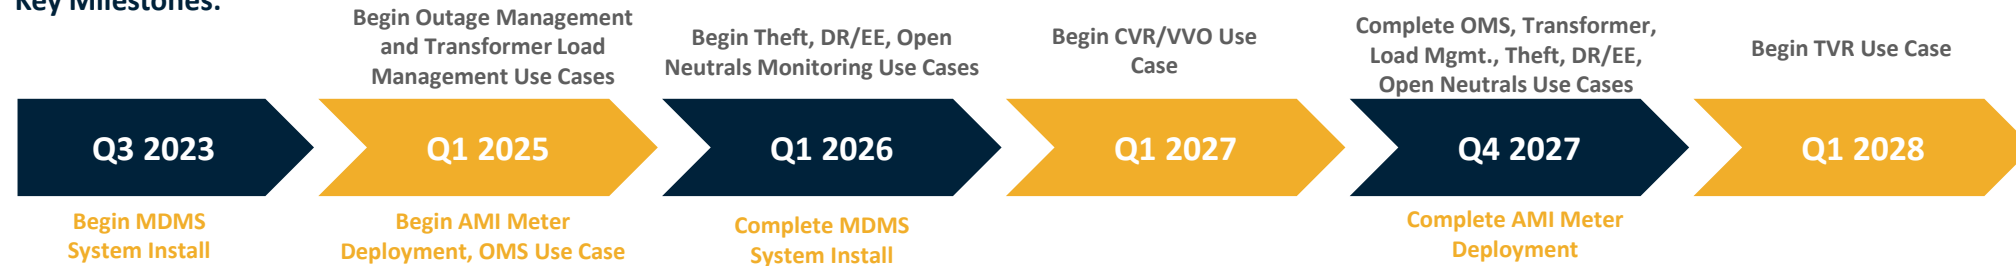 Key Milestones:
Begin Outage Management
and Transformer Load
Management Use Cases
Begin Theft, DR/EE, Open
Neutrals Monitoring Use Cases
Begin CVR/VVO Use
Case
Complete OMS, Transformer,
Load Mgmt., Theft, DR/EE,
Open Neutrals Use Cases
Begin TVR Use Case
Q3 2023
Q1 2025
Q1 2026
Q1 2027
Q4 2027
Q1 2028
Begin MDMS
System Install
Begin AMI Meter
Deployment, OMS Use Case
Complete MDMS
System Install
Complete AMI Meter
Deployment